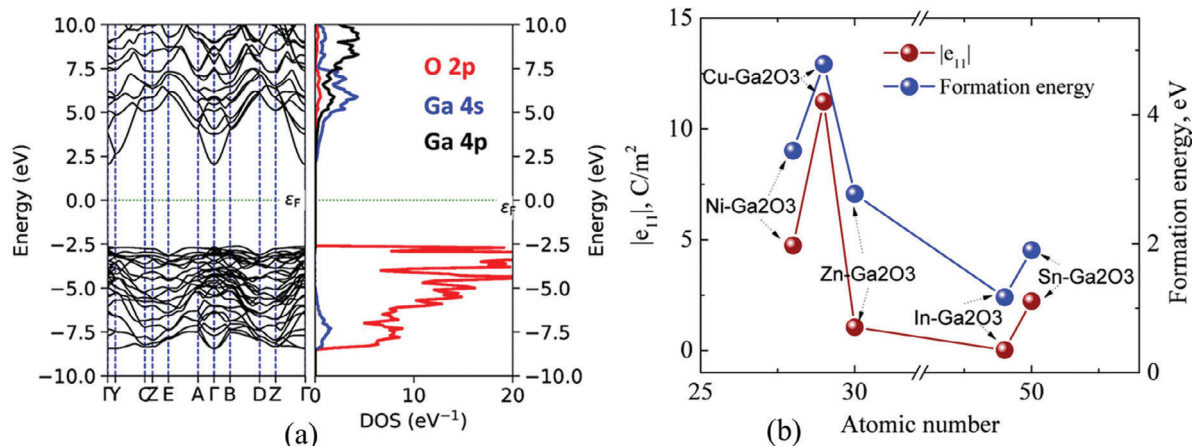 10.0
7.5
5.0
2.5
0.0
−2.5
−5.0
−7.5
−10.0
Energy (eV)
εF
Γ Y C Z E A Γ B D Z Γ
O 2p
Ga 4s
Ga 4p
10.0
7.5
5.0
2.5
0.0
−2.5
−5.0
−7.5
−10.0
Energy (eV)
εF
0 5 10 15 20
DOS (eV⁻¹)
(a)
15
10
5
0
|e₁₁|, C/m²
|e₁₁|
Formation energy
Cu-Ga2O3
Ni-Ga2O3
Zn-Ga2O3
In-Ga2O3
Sn-Ga2O3
4
2
0
Formation energy, eV
25 30 50
Atomic number
(b)